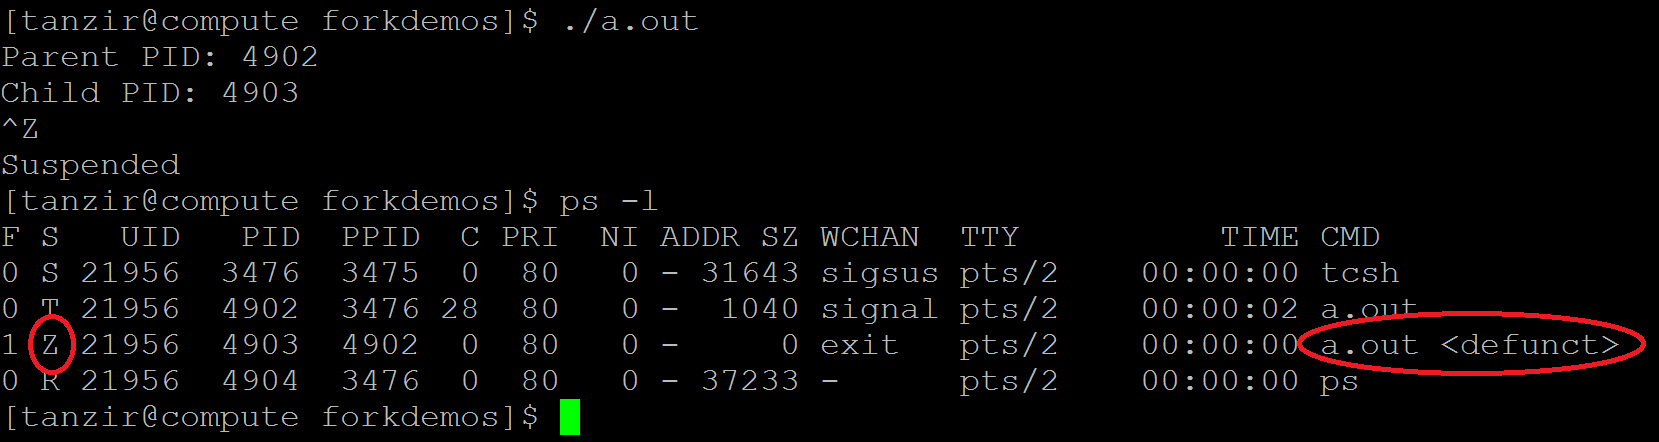 [tanzir@compute forkdemos]$ ./a.out
Parent PID: 4902
Child PID: 4903
^Z
Suspended
[tanzir@compute forkdemos]$ ps -l
F S   UID   PID  PPID  C PRI  NI ADDR SZ WCHAN  TTY          TIME CMD
0 S 21956  3476  3475  0  80   0 - 31643 sigsus pts/2    00:00:00 tcsh
0 T 21956  4902  3476 28  80   0 -  1040 signal pts/2    00:00:02 a.out
1 Z 21956  4903  4902  0  80   0 -     0 exit   pts/2    00:00:00 a.out <defunct>
0 R 21956  4904  3476  0  80   0 - 37233 -      pts/2    00:00:00 ps
[tanzir@compute forkdemos]$